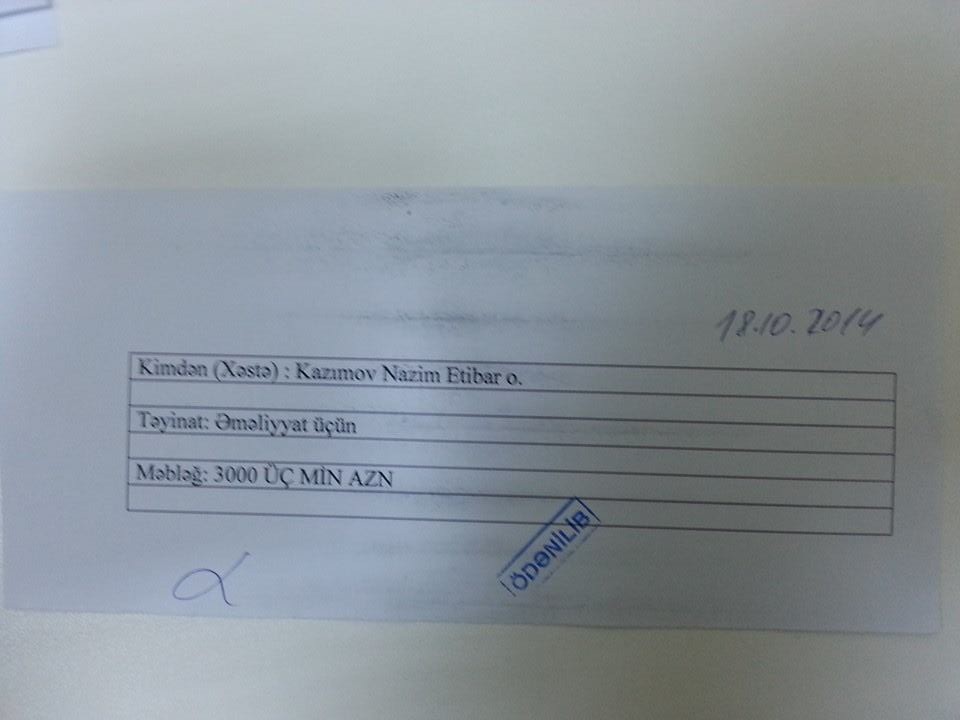 18.10.2014
Kimdən (Xəstə) : Kazımov Nazim Etibar o.
Təyinat: Əməliyyat üçün
Məbləğ: 3000 ÜÇ MİN AZN
ÖDƏNİLİB